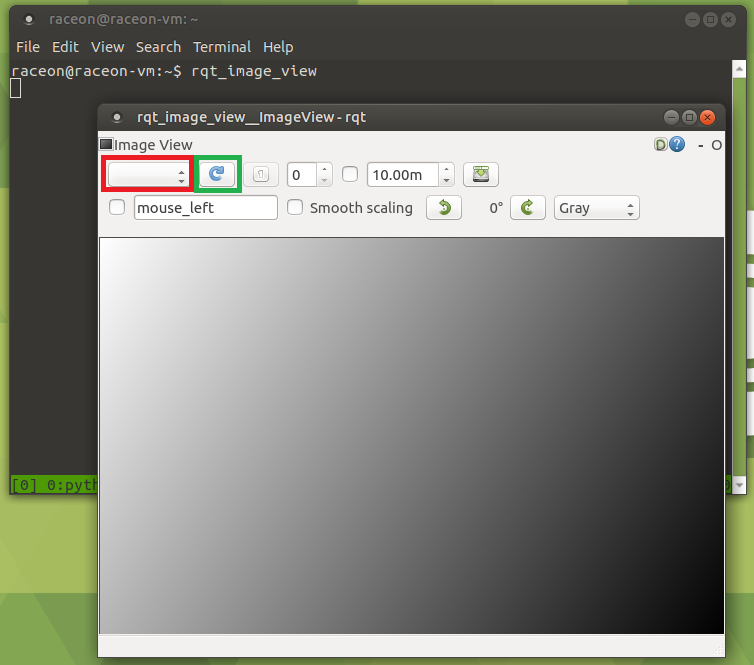 raceon@raceon-vm: ~
File Edit View Search Terminal Help
raceon@raceon-vm:~$ rqt_image_view
rqt_image_view__ImageView - rqt
Image View D ? - O
0 10.00m
mouse_left Smooth scaling 0° Gray
[0] 0:pyth